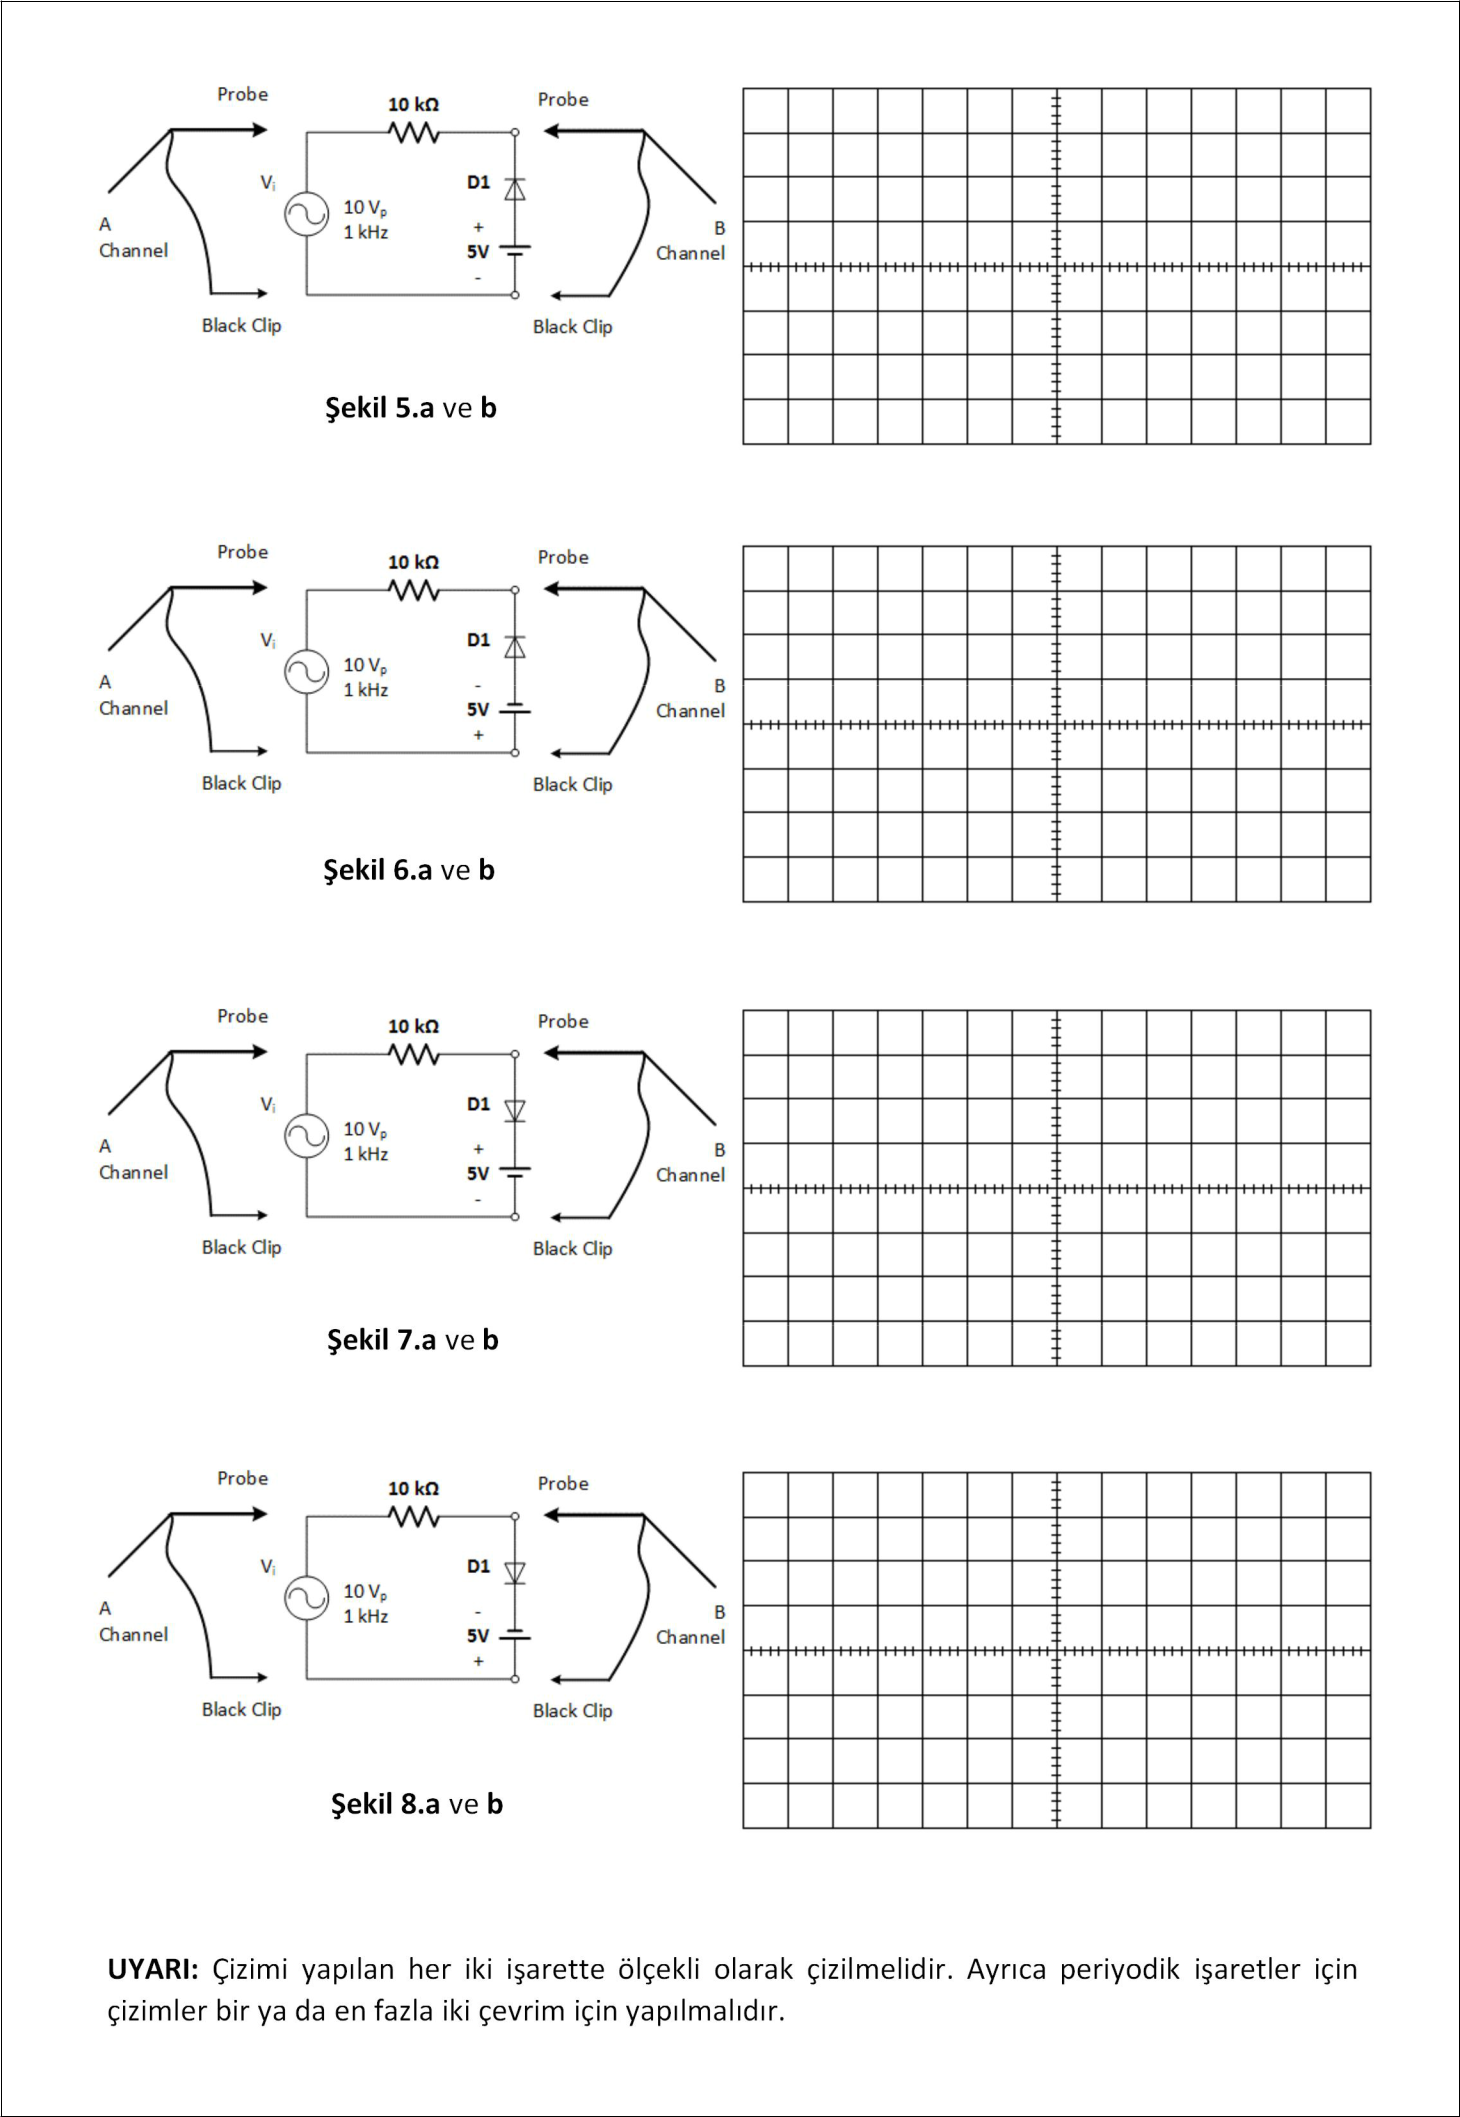 Probe
10 kΩ
Probe
Vi
D1
10 Vp
1 kHz
A
Channel
+
5V
-
B
Channel
Black Clip
Black Clip
Şekil 5.a ve b
Probe
10 kΩ
Probe
Vi
D1
10 Vp
1 kHz
A
Channel
-
5V
+
B
Channel
Black Clip
Black Clip
Şekil 6.a ve b
Probe
10 kΩ
Probe
Vi
D1
10 Vp
1 kHz
A
Channel
+
5V
-
B
Channel
Black Clip
Black Clip
Şekil 7.a ve b
Probe
10 kΩ
Probe
Vi
D1
10 Vp
1 kHz
A
Channel
-
5V
+
B
Channel
Black Clip
Black Clip
Şekil 8.a ve b
UYARI: Çizimi yapılan her iki işarette ölçekli olarak çizilmelidir. Ayrıca periyodik işaretler için
çizimler bir ya da en fazla iki çevrim için yapılmalıdır.